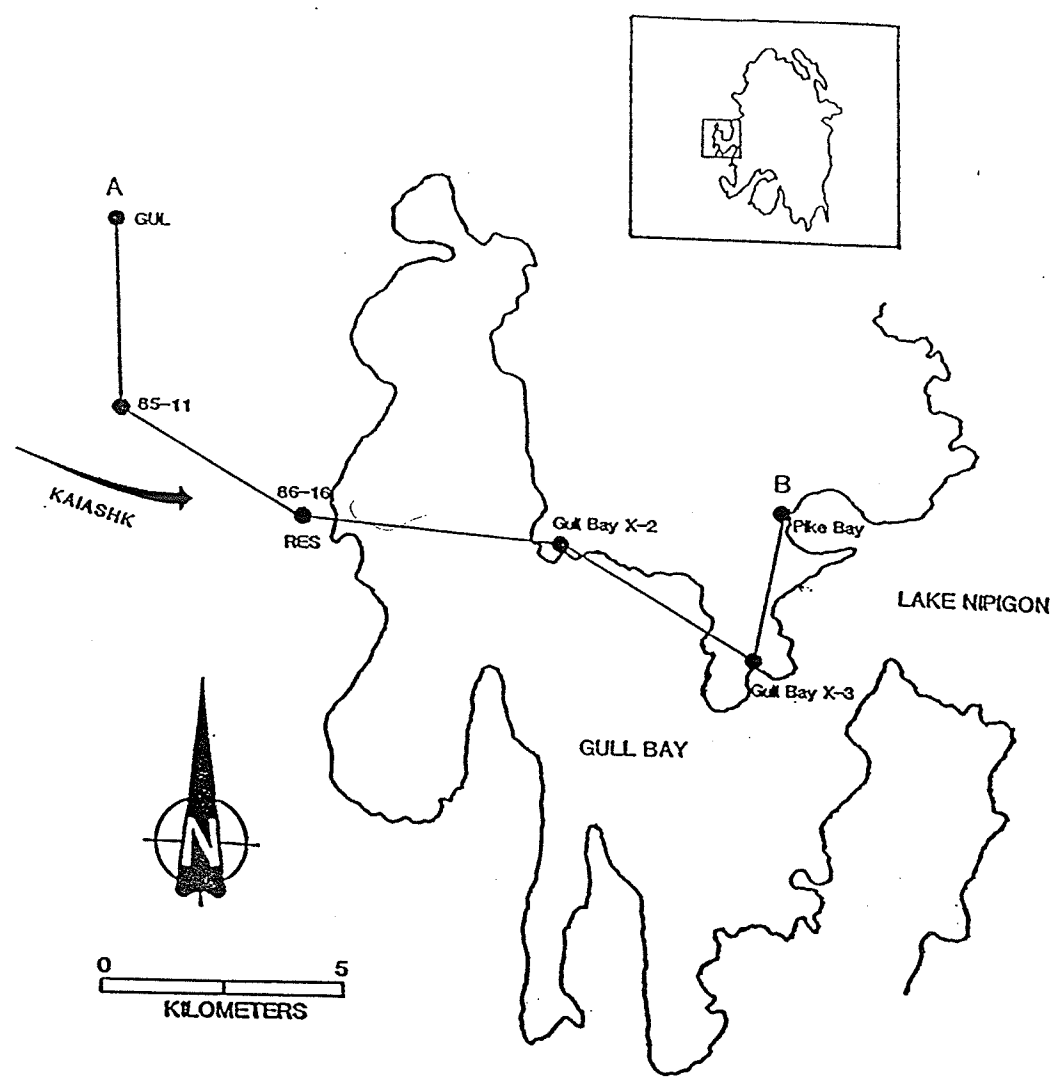 A
GUL
85-11
KAIASHK
86-16
RES
Gull Bay X-2
B
Pike Bay
LAKE NIPIGON
Gull Bay X-3
GULL BAY
N
0 5
KILOMETERS